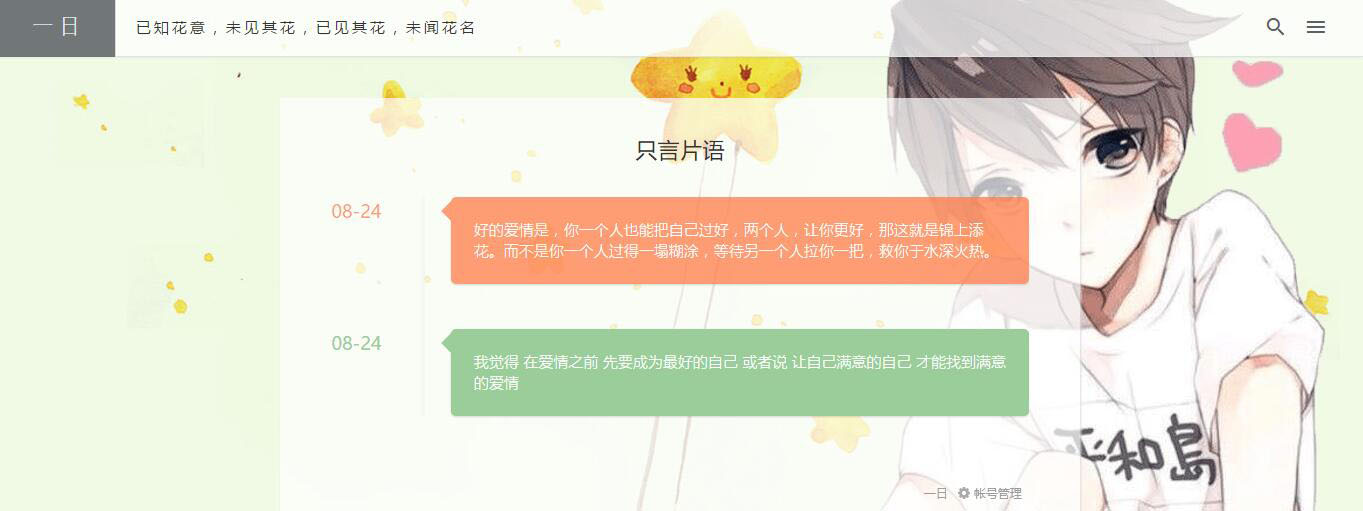 一日
已知花意，未见其花，已见其花，未闻花名
只言片语
08-24
好的爱情是，你一个人也能把自己过好，两个人，让你更好，那这就是锦上添
花。而不是你一个人过得一塌糊涂，等待另一个人拉你一把，救你于水深火热。
08-24
我觉得 在爱情之前 先要成为最好的自己 或者说 让自己满意的自己 才能找到满意
的爱情
平和島
一日 帐号管理